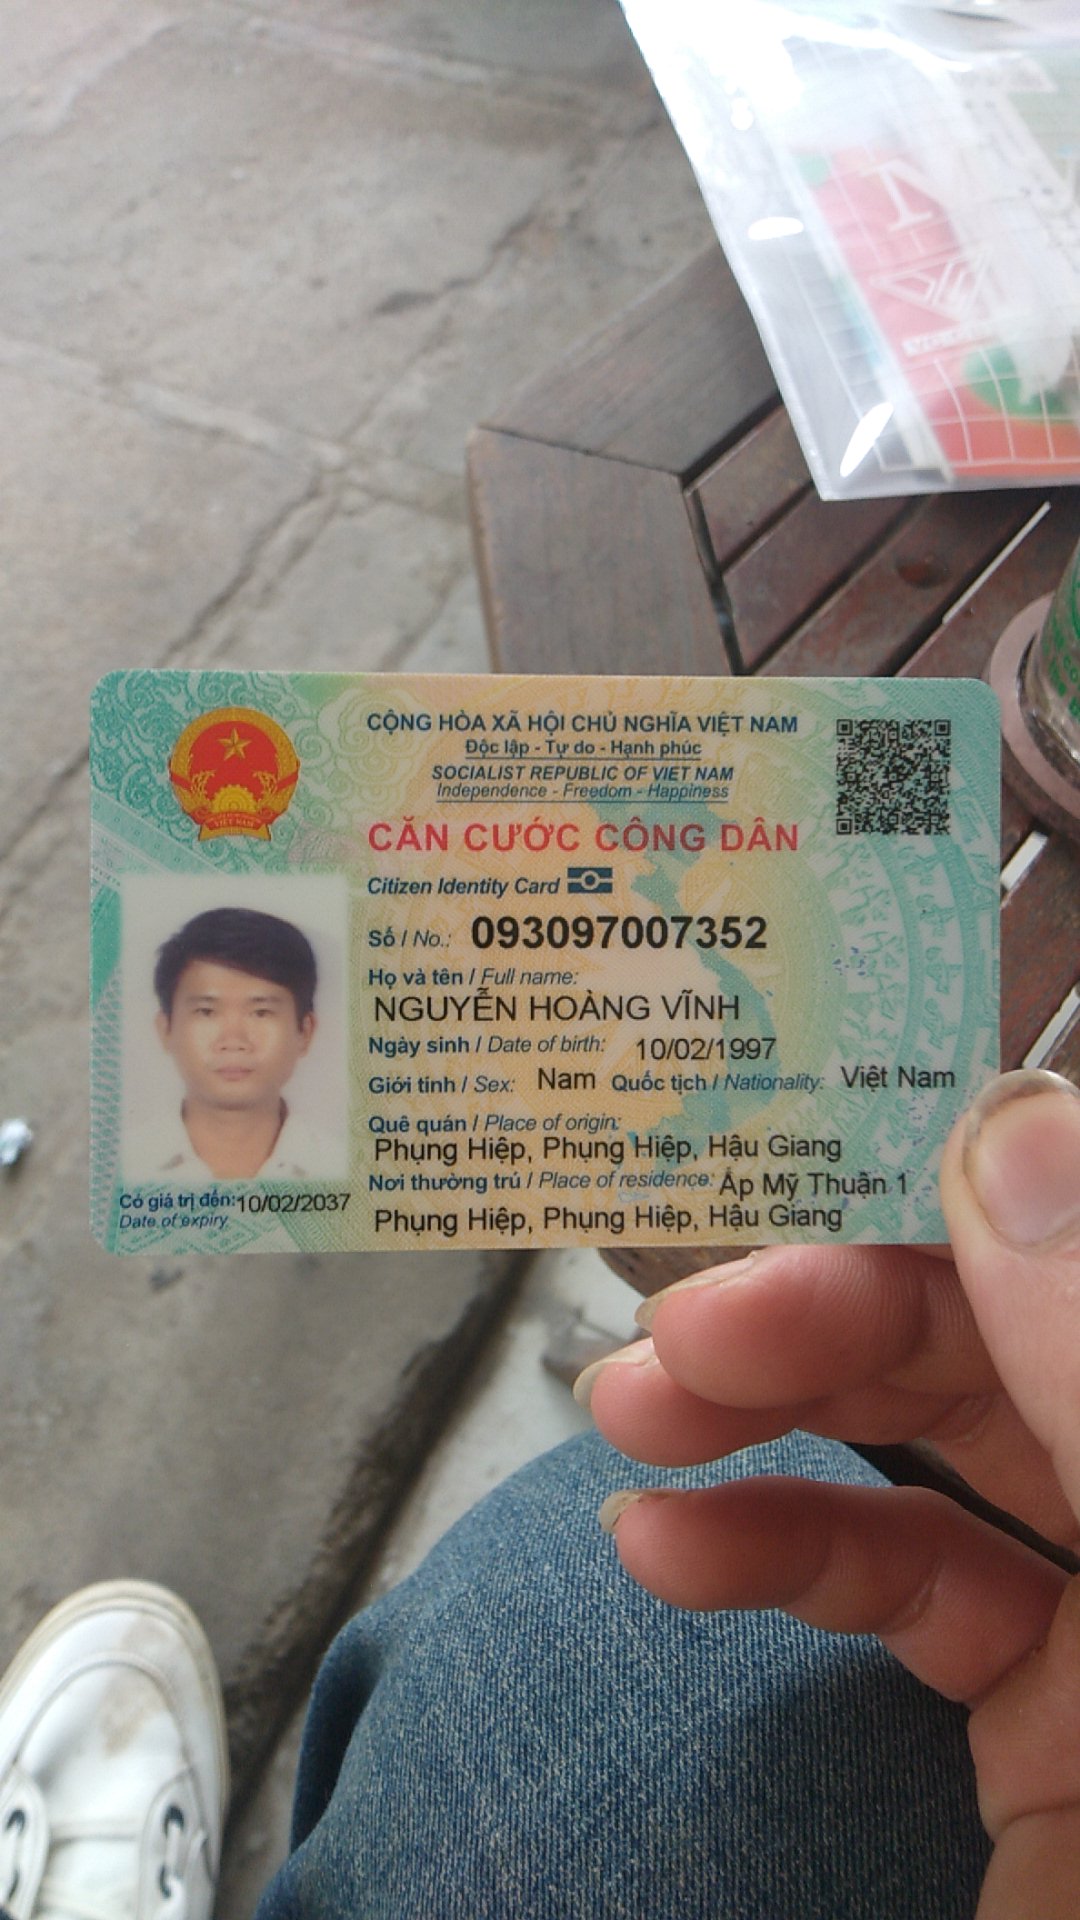 CỘNG HÒA XÃ HỘI CHỦ NGHĨA VIỆT NAM
Độc lập - Tự do - Hạnh phúc
SOCIALIST REPUBLIC OF VIET NAM
Independence - Freedom - Happiness
CĂN CƯỚC CÔNG DÂN
Citizen Identity Card
Số / No.: 093097007352
Họ và tên / Full name:
NGUYỄN HOÀNG VĨNH
Ngày sinh / Date of birth: 10/02/1997
Giới tính / Sex: Nam Quốc tịch / Nationality: Việt Nam
Quê quán / Place of origin:
Phụng Hiệp, Phụng Hiệp, Hậu Giang
Nơi thường trú / Place of residence: Ấp Mỹ Thuận 1
Phụng Hiệp, Phụng Hiệp, Hậu Giang
Có giá trị đến: 10/02/2037
Date of expiry
VIỆT NAM